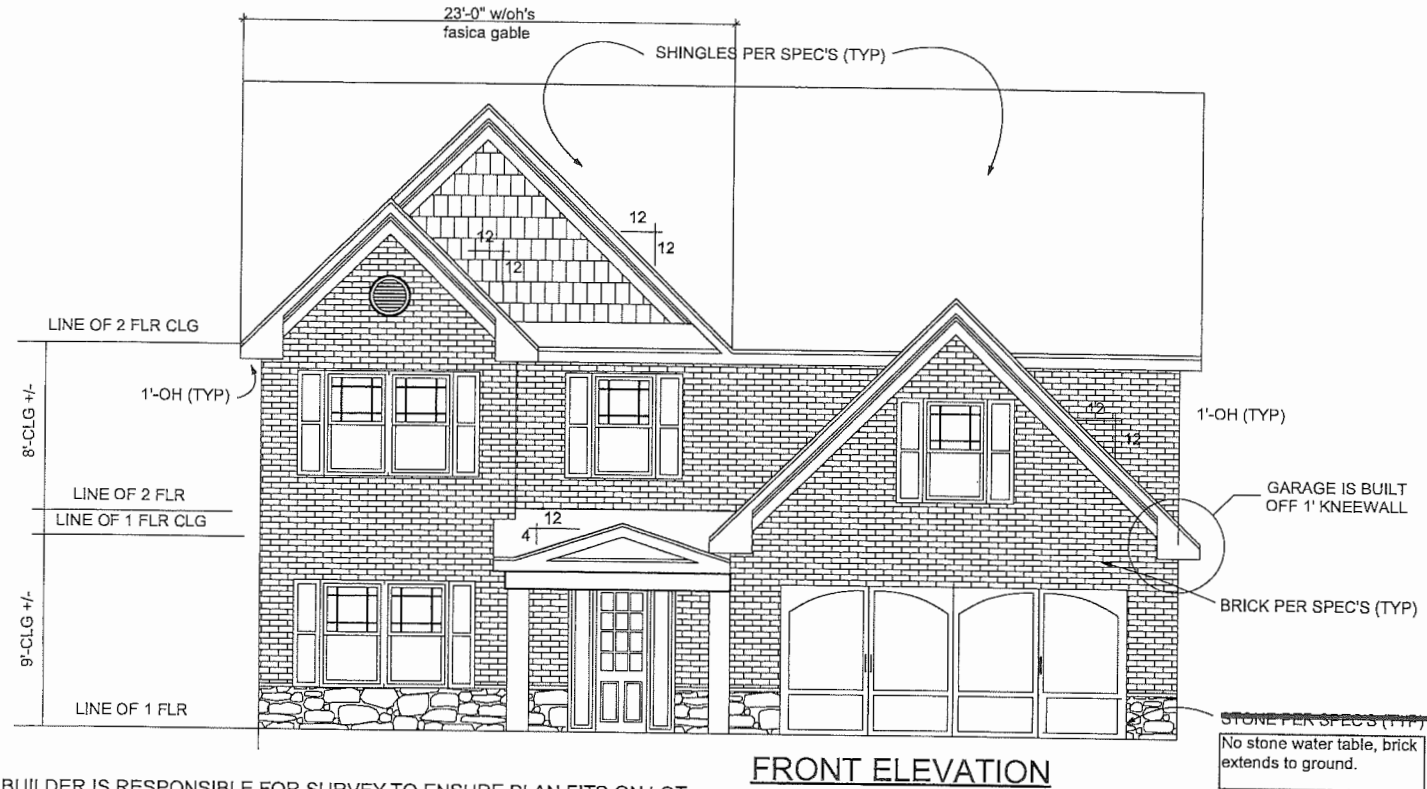 23'-0" w/oh's
fasica gable
SHINGLES PER SPEC'S (TYP)
12
12
12
12
LINE OF 2 FLR CLG
1'-OH (TYP)
8'-CLG +/-
12
12
1'-OH (TYP)
LINE OF 2 FLR
LINE OF 1 FLR CLG
12
4
GARAGE IS BUILT
OFF 1' KNEEWALL
9'-CLG +/-
BRICK PER SPEC'S (TYP)
LINE OF 1 FLR
STONE PER SPEC'S (TYP)
No stone water table, brick
extends to ground.
FRONT ELEVATION
BUILDER IS RESPONSIBLE FOR SURVEY TO ENSURE PLAN FITS ON LOT